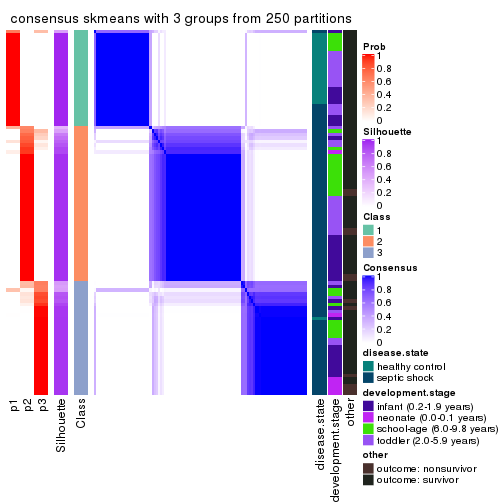 consensus skmeans with 3 groups from 250 partitions
Prob
1
0.8
0.6
0.4
0.2
0
Silhouette
1
0.8
0.6
0.4
0.2
0
Class
1
2
3
Consensus
1
0.8
0.6
0.4
0.2
0
disease.state
healthy control
septic shock
development.stage
infant (0.2-1.9 years)
neonate (0.0-0.1 years)
school-age (6.0-9.8 years)
toddler (2.0-5.9 years)
other
outcome: nonsurvivor
outcome: survivor
p1
p2
p3
Silhouette
Class
disease.state
development.stage
other